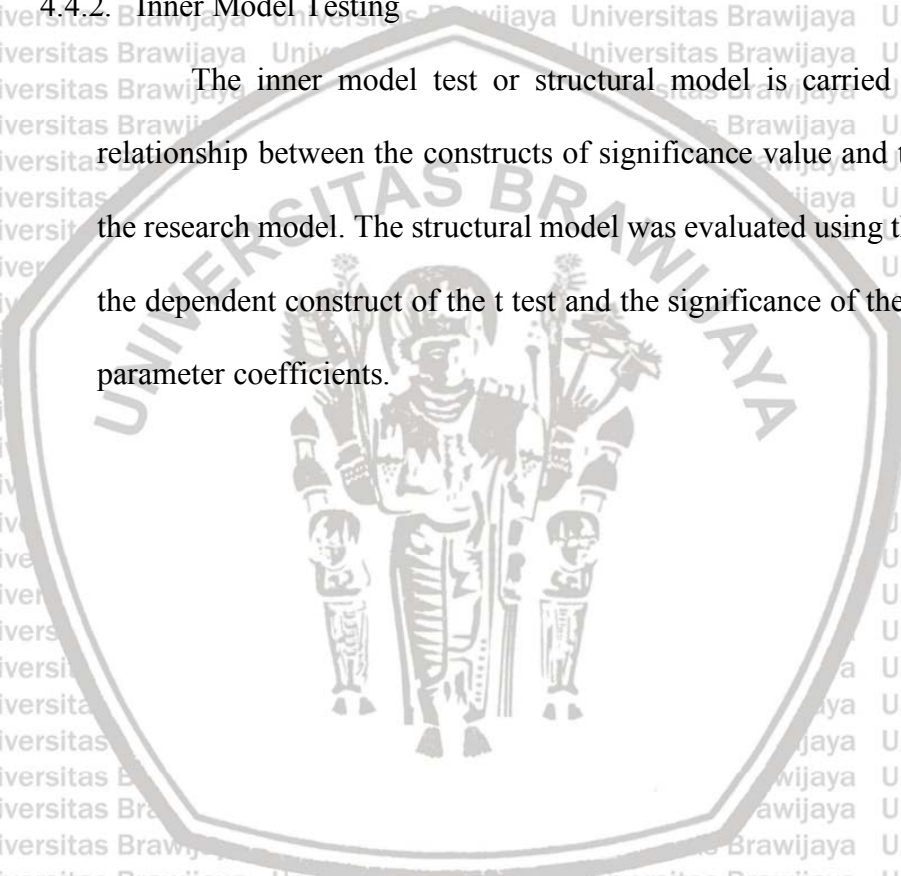 4.4.2. Inner Model Testing
The inner model test or structural model is carried
relationship between the constructs of significance value and
the research model. The structural model was evaluated using
the dependent construct of the t test and the significance of the
parameter coefficients.
UNIVERSITAS BRAWIJAYA